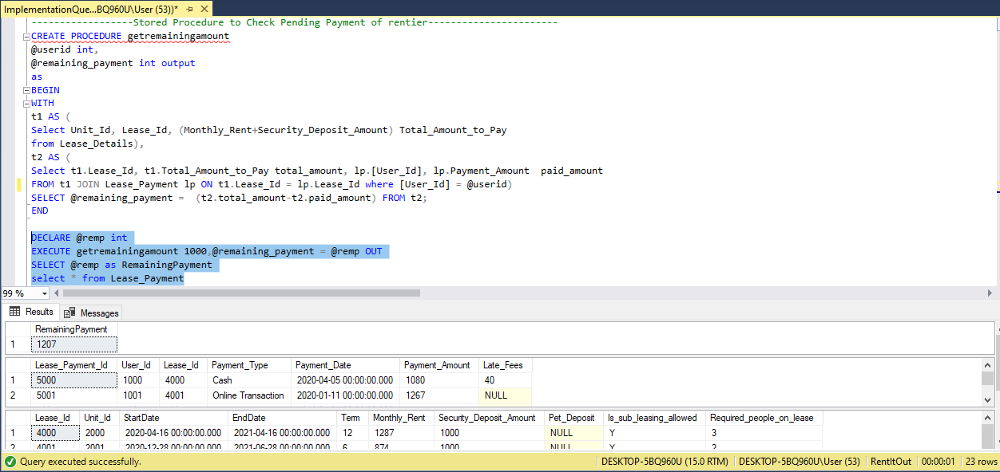 ImplementationQue...BQ960U\User (53))*
------------------Stored Procedure to Check Pending Payment of rentier-----------------------
CREATE PROCEDURE getremainingamount
@userid int,
@remaining_payment int output
as
BEGIN
WITH
t1 AS (
Select Unit_Id, Lease_Id, (Monthly_Rent+Security_Deposit_Amount) Total_Amount_to_Pay
from Lease_Details),
t2 AS (
Select t1.Lease_Id, t1.Total_Amount_to_Pay total_amount, lp.[User_Id], lp.Payment_Amount  paid_amount
FROM t1 JOIN Lease_Payment lp ON t1.Lease_Id = lp.Lease_Id where [User_Id] = @userid)
SELECT @remaining_payment =  (t2.total_amount-t2.paid_amount) FROM t2;
END
DECLARE @remp int
EXECUTE getremainingamount 1000,@remaining_payment = @remp OUT
SELECT @remp as RemainingPayment
select * from Lease_Payment
99 %
Results Messages
RemainingPayment
1 1207
Lease_Payment_Id User_Id Lease_Id Payment_Type Payment_Date Payment_Amount Late_Fees
1 5000 1000 4000 Cash 2020-04-05 00:00:00.000 1080 40
2 5001 1001 4001 Online Transaction 2020-01-11 00:00:00.000 1267 NULL
Lease_Id Unit_Id StartDate EndDate Term Monthly_Rent Security_Deposit_Amount Pet_Deposit Is_sub_leasing_allowed Required_people_on_lease
1 4000 2000 2020-04-16 00:00:00.000 2021-04-16 00:00:00.000 12 1287 1000 NULL Y 3
2 4001 2001 2020-12-28 00:00:00.000 2021-06-28 00:00:00.000 6 874 1000 NULL Y 2
Query executed successfully. DESKTOP-5BQ960U (15.0 RTM) DESKTOP-5BQ960U\User (53) RentItOut 00:00:01 23 rows